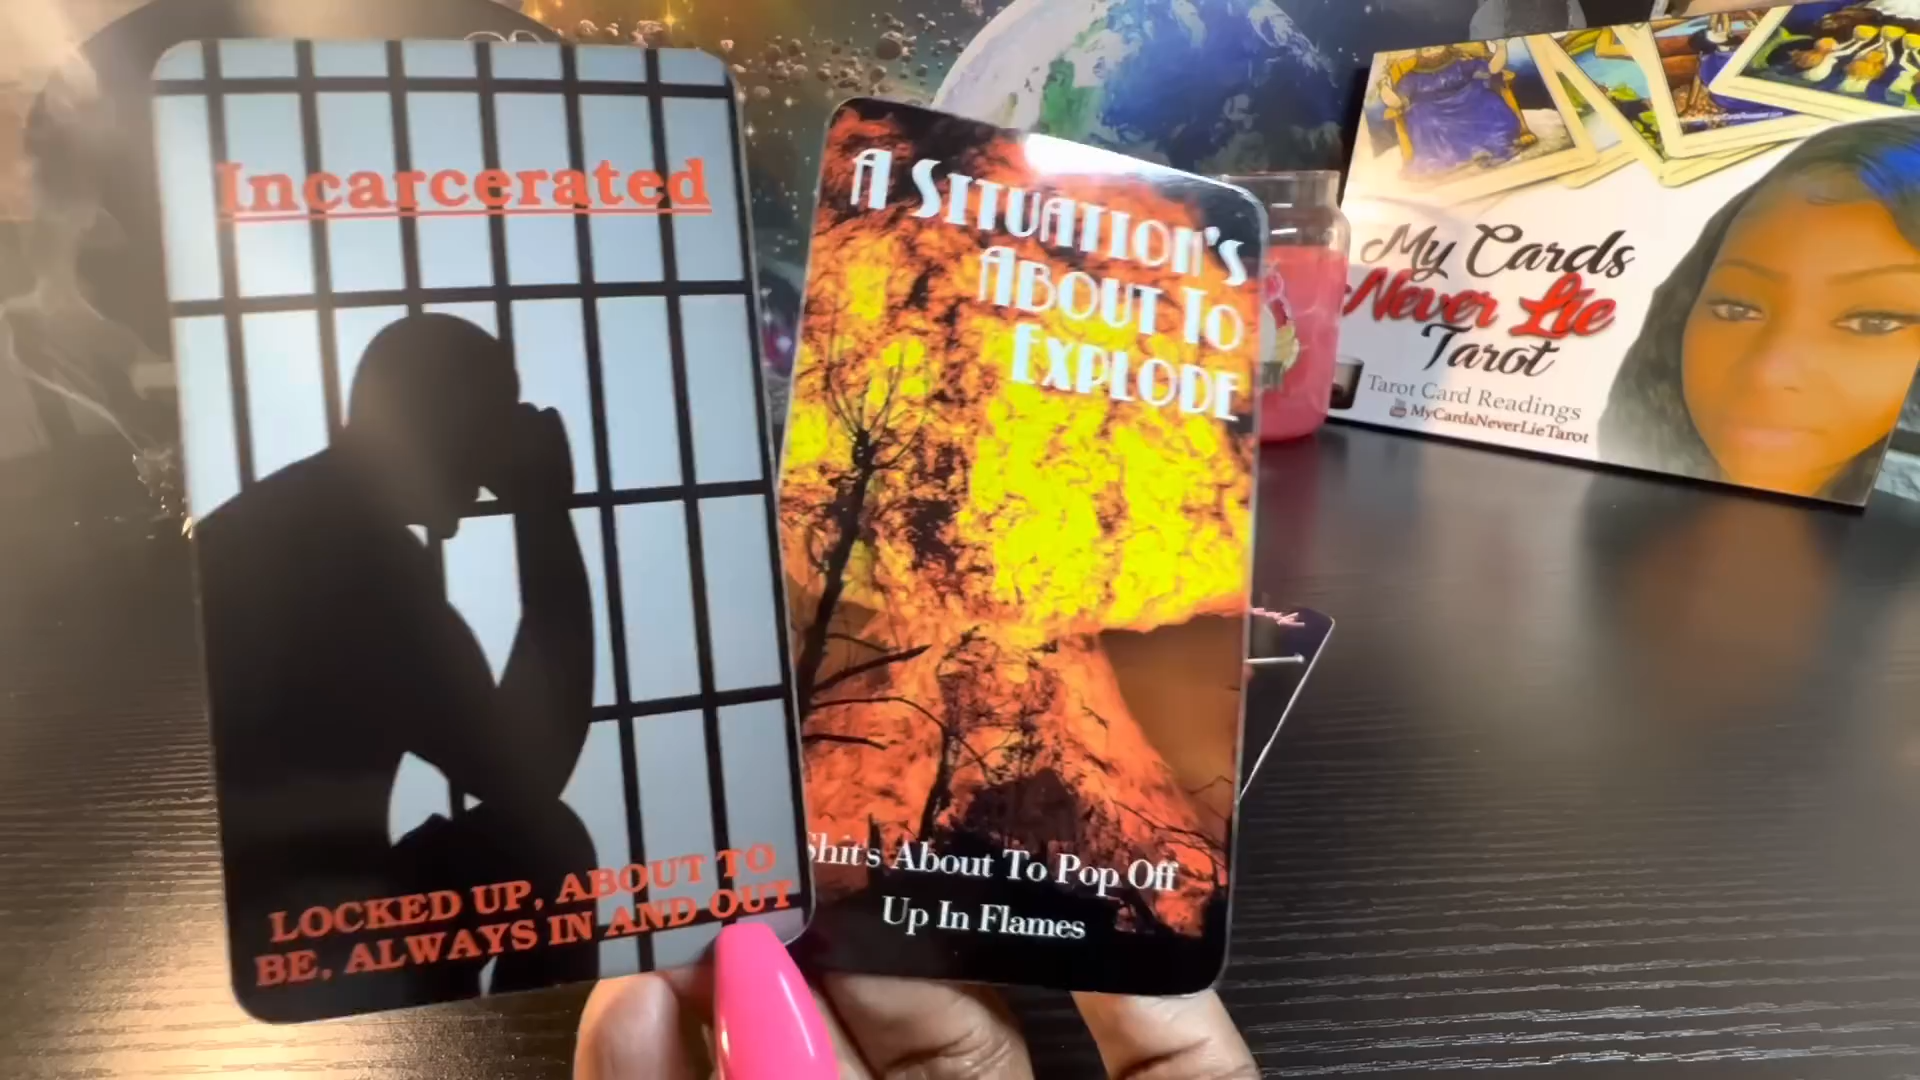 Incarcerated
LOCKED UP, ABOUT TO
BE, ALWAYS IN AND OUT
A SITUATION'S
ABOUT TO
EXPLODE
Shit's About To Pop Off
Up In Flames
My Cards
Never Lie
Tarot
Tarot Card Readings
MyCardsNeverLieTarot